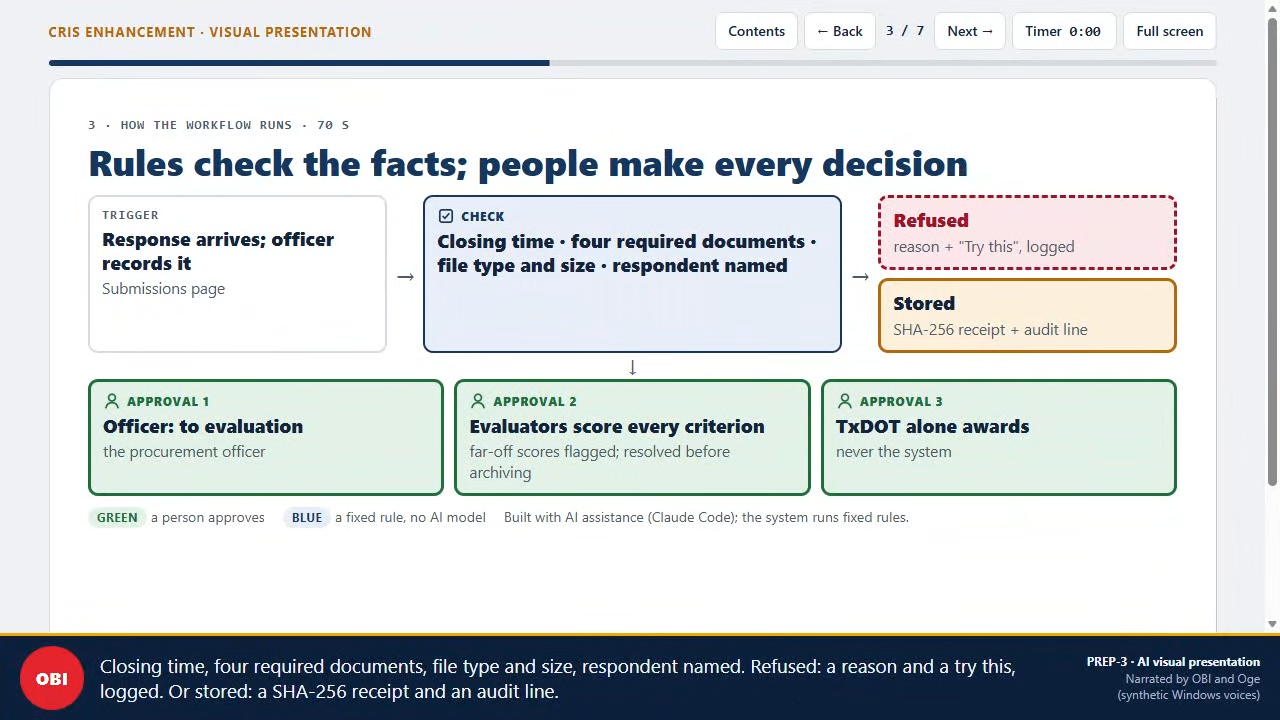 CRIS ENHANCEMENT · VISUAL PRESENTATION
Contents
← Back
3 / 7
Next →
Timer 0:00
Full screen
3 · HOW THE WORKFLOW RUNS · 70 S
Rules check the facts; people make every decision
TRIGGER
Response arrives; officer
records it
Submissions page
→
CHECK
Closing time · four required documents ·
file type and size · respondent named
→
Refused
reason + "Try this", logged
Stored
SHA-256 receipt + audit line
↓
APPROVAL 1
Officer: to evaluation
the procurement officer
APPROVAL 2
Evaluators score every criterion
far-off scores flagged; resolved before
archiving
APPROVAL 3
TxDOT alone awards
never the system
GREEN a person approves BLUE a fixed rule, no AI model Built with AI assistance (Claude Code); the system runs fixed rules.
OBI
Closing time, four required documents, file type and size, respondent named. Refused: a reason and a try this,
logged. Or stored: a SHA-256 receipt and an audit line.
PREP-3 · AI visual presentation
Narrated by OBI and Oge
(synthetic Windows voices)